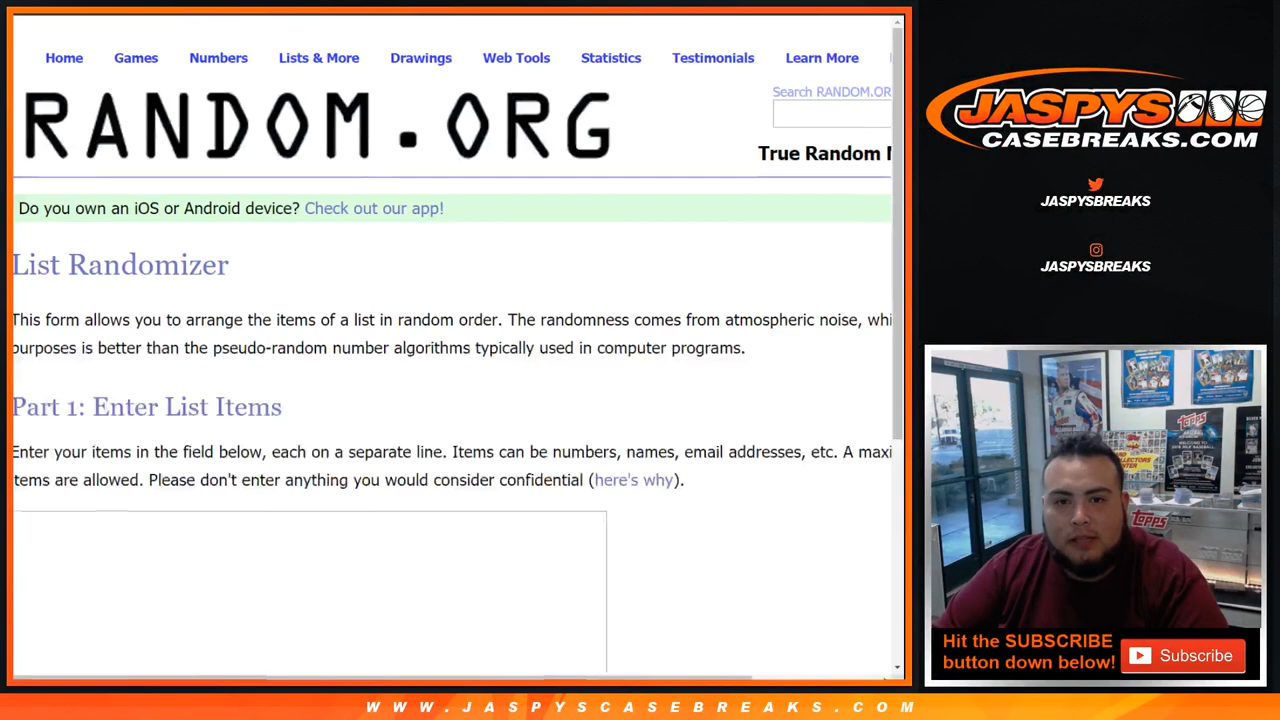 Home Games Numbers Lists & More Drawings Web Tools Statistics Testimonials Learn More
RANDOM.ORG
Search RANDOM.OR
True Random
Do you own an iOS or Android device? Check out our app!
List Randomizer
This form allows you to arrange the items of a list in random order. The randomness comes from atmospheric noise, whi
purposes is better than the pseudo-random number algorithms typically used in computer programs.
Part 1: Enter List Items
Enter your items in the field below, each on a separate line. Items can be numbers, names, email addresses, etc. A maxi
items are allowed. Please don't enter anything you would consider confidential (here's why).
JASPYS
CASEBREAKS.COM
JASPYSBREAKS
JASPYSBREAKS
topps
topps
Hit the SUBSCRIBE
button down below!
Subscribe
WWW.JASPYSCASEBREAKS.COM